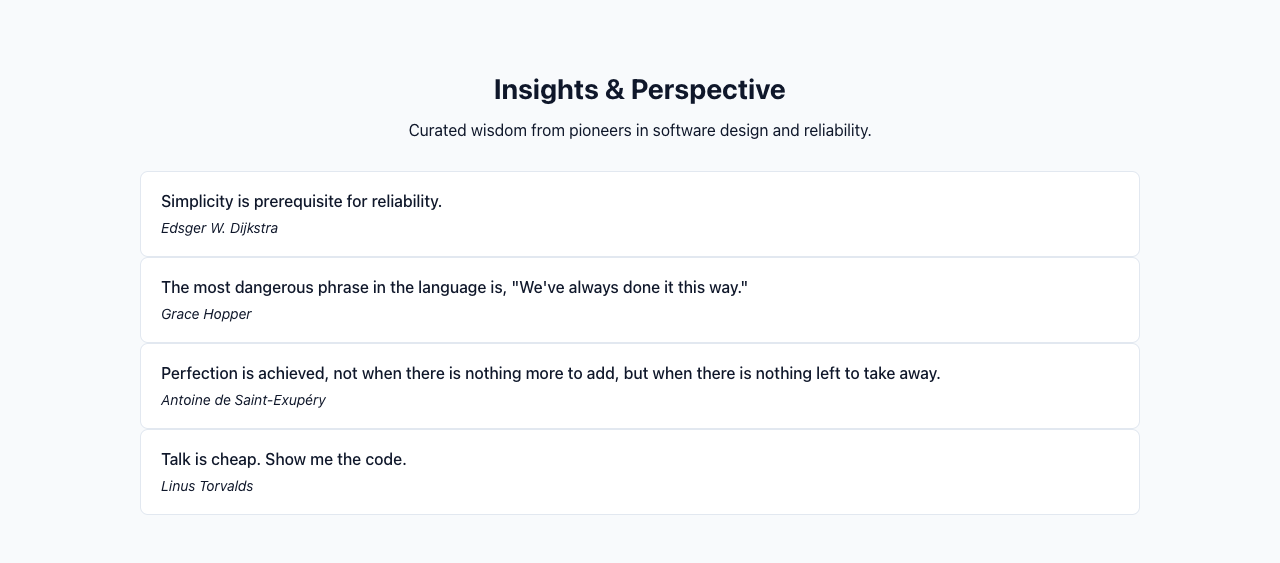 Insights & Perspective
Curated wisdom from pioneers in software design and reliability.
Simplicity is prerequisite for reliability.
Edsger W. Dijkstra
The most dangerous phrase in the language is, "We've always done it this way."
Grace Hopper
Perfection is achieved, not when there is nothing more to add, but when there is nothing left to take away.
Antoine de Saint-Exupéry
Talk is cheap. Show me the code.
Linus Torvalds